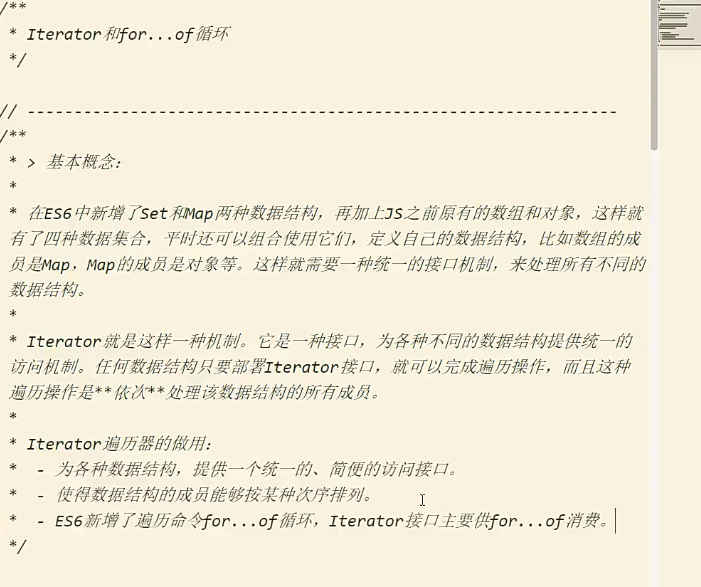 /**
 * Iterator和for...of循环
 */
// ---------------------------------------------------------------
/**
 * > 基本概念:
 *
 * 在ES6中新增了Set和Map两种数据结构，再加上JS之前原有的数组和对象，这样就
有了四种数据集合，平时还可以组合使用它们，定义自己的数据结构，比如数组的成
员是Map，Map的成员是对象等。这样就需要一种统一的接口机制，来处理所有不同的
数据结构。
 *
 * Iterator就是这样一种机制。它是一种接口，为各种不同的数据结构提供统一的
访问机制。任何数据结构只要部署Iterator接口，就可以完成遍历操作，而且这种
遍历操作是**依次**处理该数据结构的所有成员。
 *
 * Iterator遍历器的做用:
 *  - 为各种数据结构，提供一个统一的、简便的访问接口。
 *  - 使得数据结构的成员能够按某种次序排列。
 *  - ES6新增了遍历命令for...of循环，Iterator接口主要供for...of消费。
 */